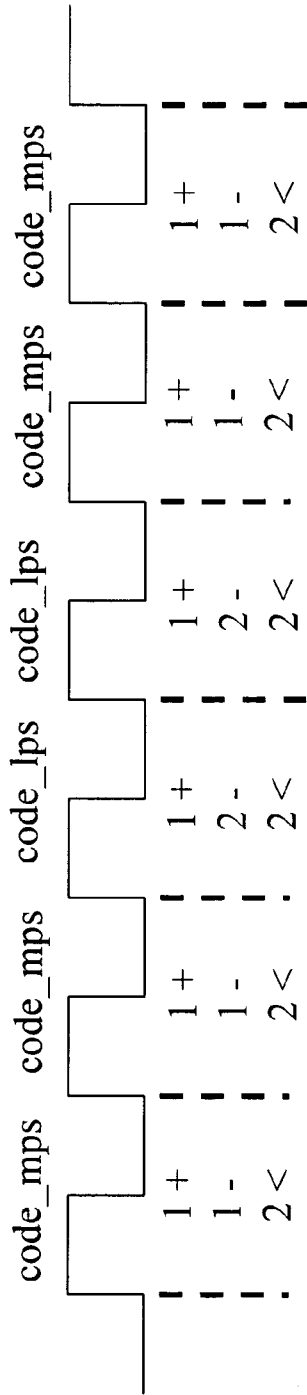 code_mps code_mps code_lps code_lps code_mps code_mps
1 + 1 + 1 + 1 + 1 + 1 +
1 - 1 - 2 - 2 - 1 - 1 -
2 < 2 < 2 < 2 < 2 < 2 <